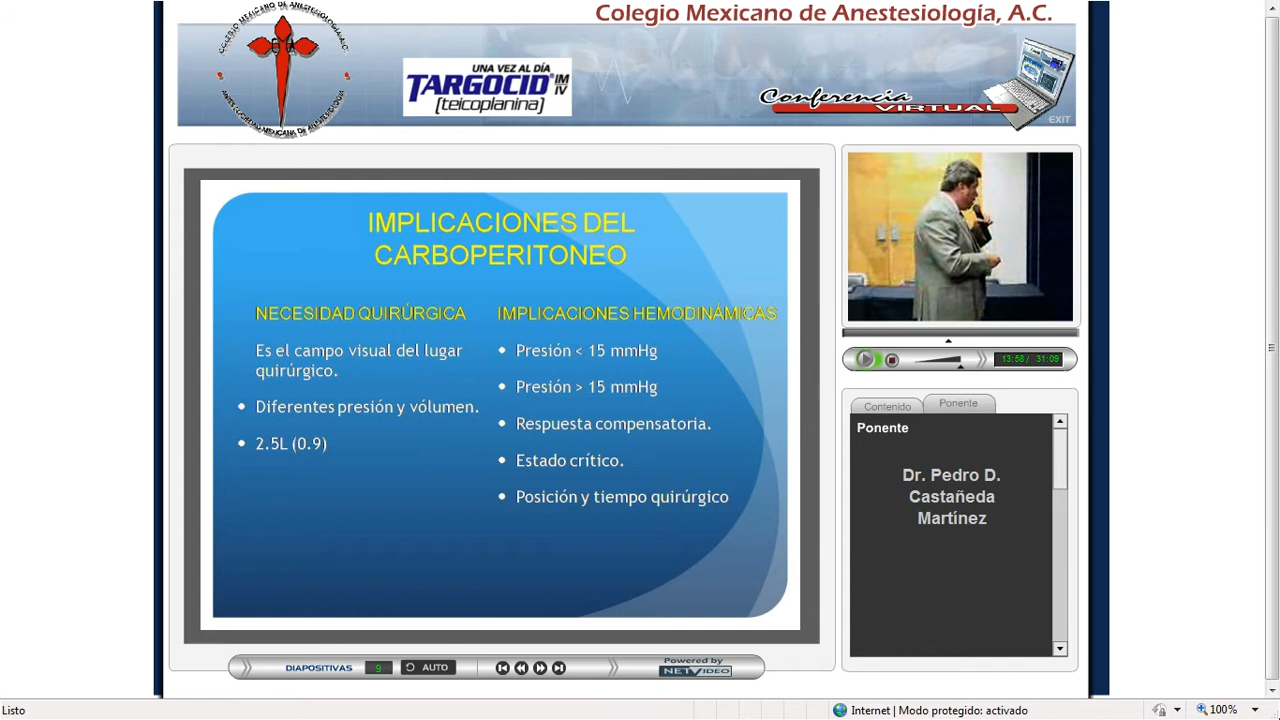 Colegio Mexicano de Anestesiología, A.C.
UNA VEZ AL DÍA
TARGOCID IM IV
[teicoplanina]
Conferencia
VIRTUAL
EXIT
IMPLICACIONES DEL
CARBOPERITONEO
NECESIDAD QUIRÚRGICA
Es el campo visual del lugar
quirúrgico.
• Diferentes presión y vólumen.
• 2.5L (0.9)
IMPLICACIONES HEMODINÁMICAS
• Presión < 15 mmHg
• Presión > 15 mmHg
• Respuesta compensatoria.
• Estado crítico.
• Posición y tiempo quirúrgico
13:58 / 31:09
Contenido
Ponente
Ponente
Dr. Pedro D.
Castañeda
Martínez
DIAPOSITIVAS 9 AUTO
Powered by
NETVIDEO
Listo
Internet | Modo protegido: activado
100%